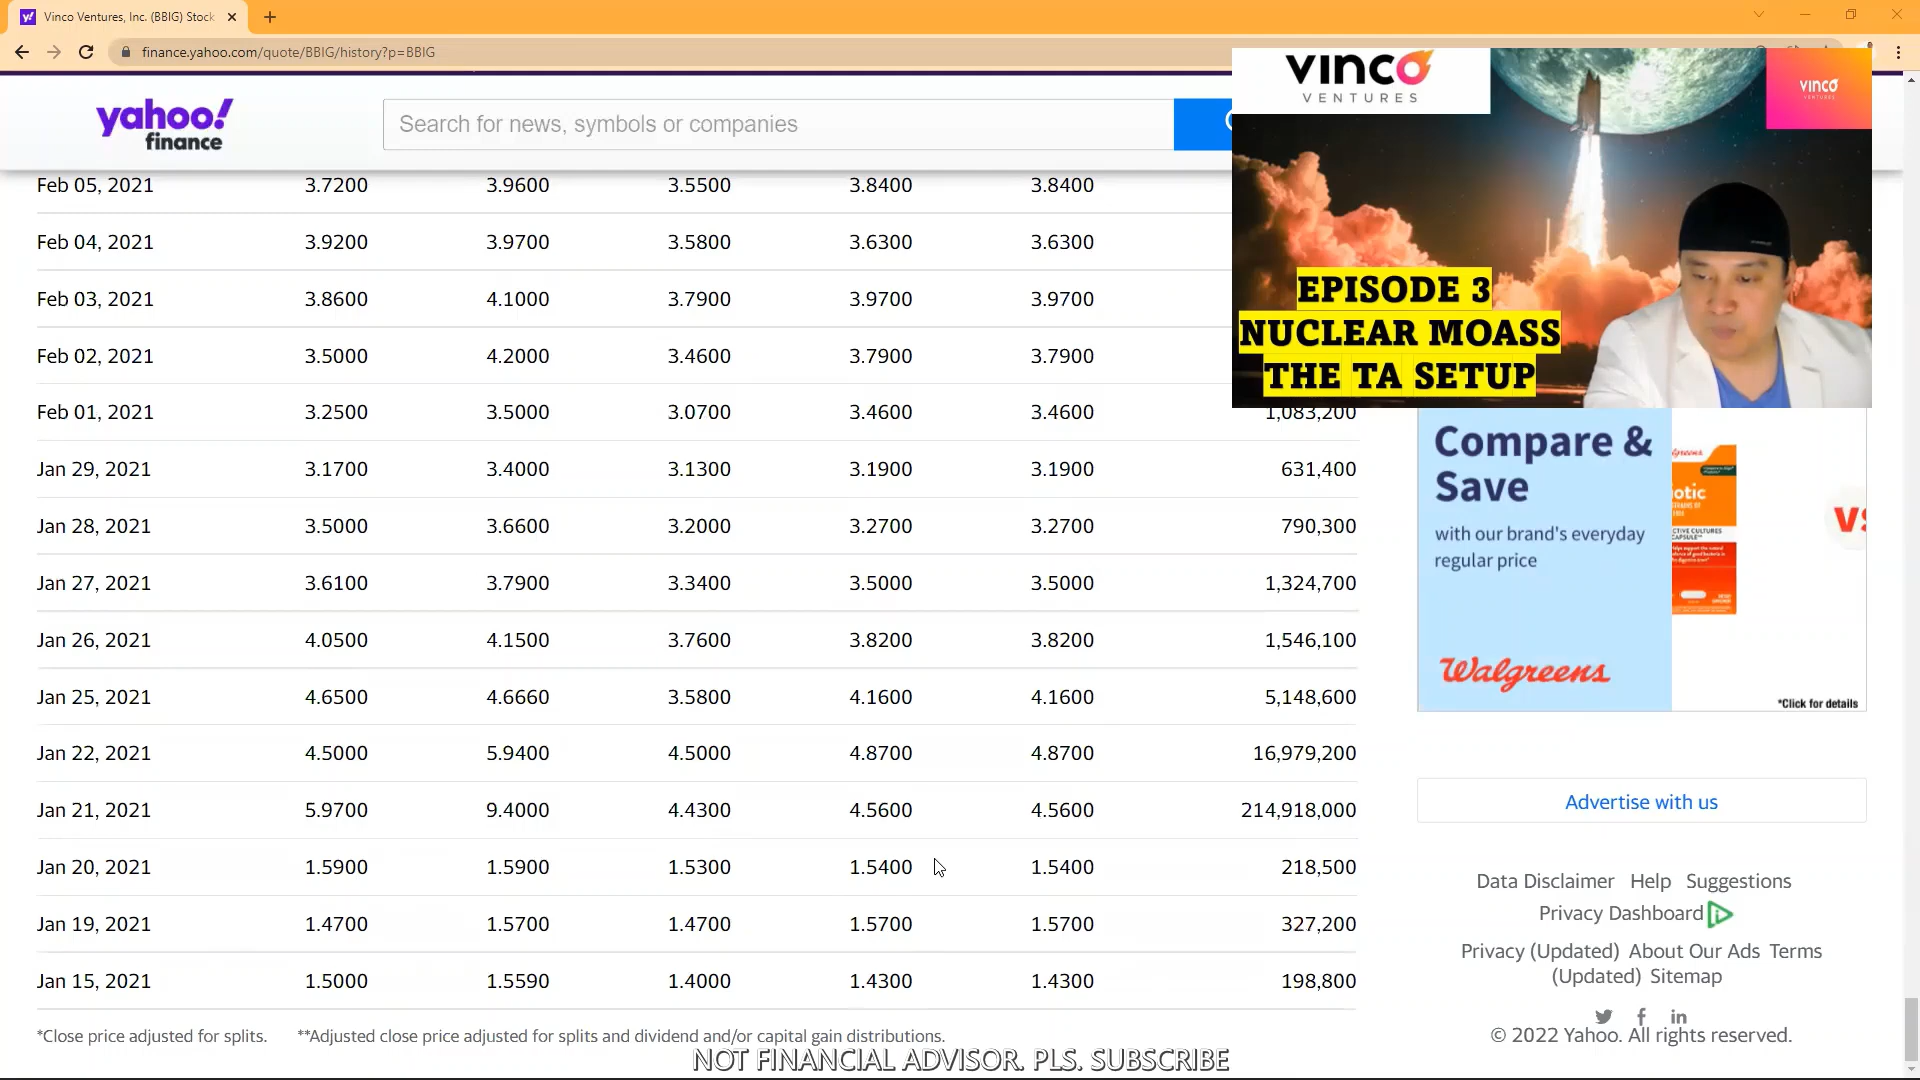 Vinco Ventures, Inc. (BBIG) Stock
finance.yahoo.com/quote/BBIG/history?p=BBIG
yahoo!
finance
Search for news, symbols or companies
vinco
VENTURES
vinco
VENTURES
EPISODE 3
NUCLEAR MOASS
THE TA SETUP
Feb 05, 2021 3.7200 3.9600 3.5500 3.8400 3.8400
Feb 04, 2021 3.9200 3.9700 3.5800 3.6300 3.6300
Feb 03, 2021 3.8600 4.1000 3.7900 3.9700 3.9700
Feb 02, 2021 3.5000 4.2000 3.4600 3.7900 3.7900
Feb 01, 2021 3.2500 3.5000 3.0700 3.4600 3.4600 1,083,200
Jan 29, 2021 3.1700 3.4000 3.1300 3.1900 3.1900 631,400
Jan 28, 2021 3.5000 3.6600 3.2000 3.2700 3.2700 790,300
Jan 27, 2021 3.6100 3.7900 3.3400 3.5000 3.5000 1,324,700
Jan 26, 2021 4.0500 4.1500 3.7600 3.8200 3.8200 1,546,100
Jan 25, 2021 4.6500 4.6660 3.5800 4.1600 4.1600 5,148,600
Jan 22, 2021 4.5000 5.9400 4.5000 4.8700 4.8700 16,979,200
Jan 21, 2021 5.9700 9.4000 4.4300 4.5600 4.5600 214,918,000
Jan 20, 2021 1.5900 1.5900 1.5300 1.5400 1.5400 218,500
Jan 19, 2021 1.4700 1.5700 1.4700 1.5700 1.5700 327,200
Jan 15, 2021 1.5000 1.5590 1.4000 1.4300 1.4300 198,800
*Close price adjusted for splits. **Adjusted close price adjusted for splits and dividend and/or capital gain distributions.
Compare &
Save
with our brand's everyday
regular price
Walgreens
VS
*Click for details
Advertise with us
Data Disclaimer Help Suggestions
Privacy Dashboard
Privacy (Updated) About Our Ads Terms
(Updated) Sitemap
© 2022 Yahoo. All rights reserved.
NOT FINANCIAL ADVISOR. PLS. SUBSCRIBE